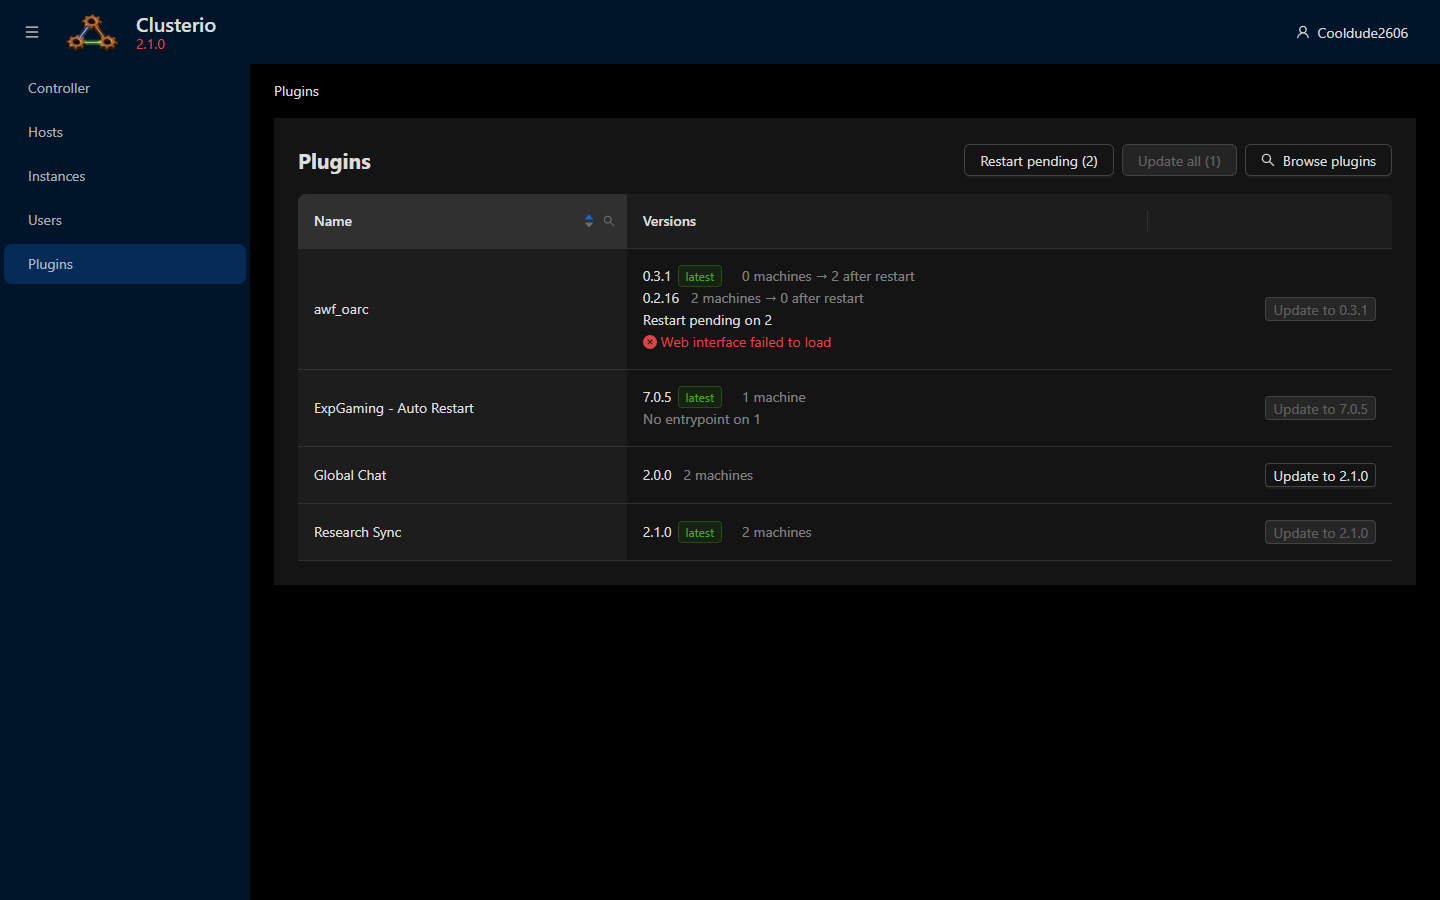 Clusterio
2.1.0
Cooldude2606
Controller
Hosts
Instances
Users
Plugins
Plugins
Plugins
Restart pending (2)
Update all (1)
Browse plugins
Name
Versions
awf_oarc
0.3.1 latest 0 machines → 2 after restart
0.2.16 2 machines → 0 after restart
Restart pending on 2
Web interface failed to load
Update to 0.3.1
ExpGaming - Auto Restart
7.0.5 latest 1 machine
No entrypoint on 1
Update to 7.0.5
Global Chat
2.0.0 2 machines
Update to 2.1.0
Research Sync
2.1.0 latest 2 machines
Update to 2.1.0